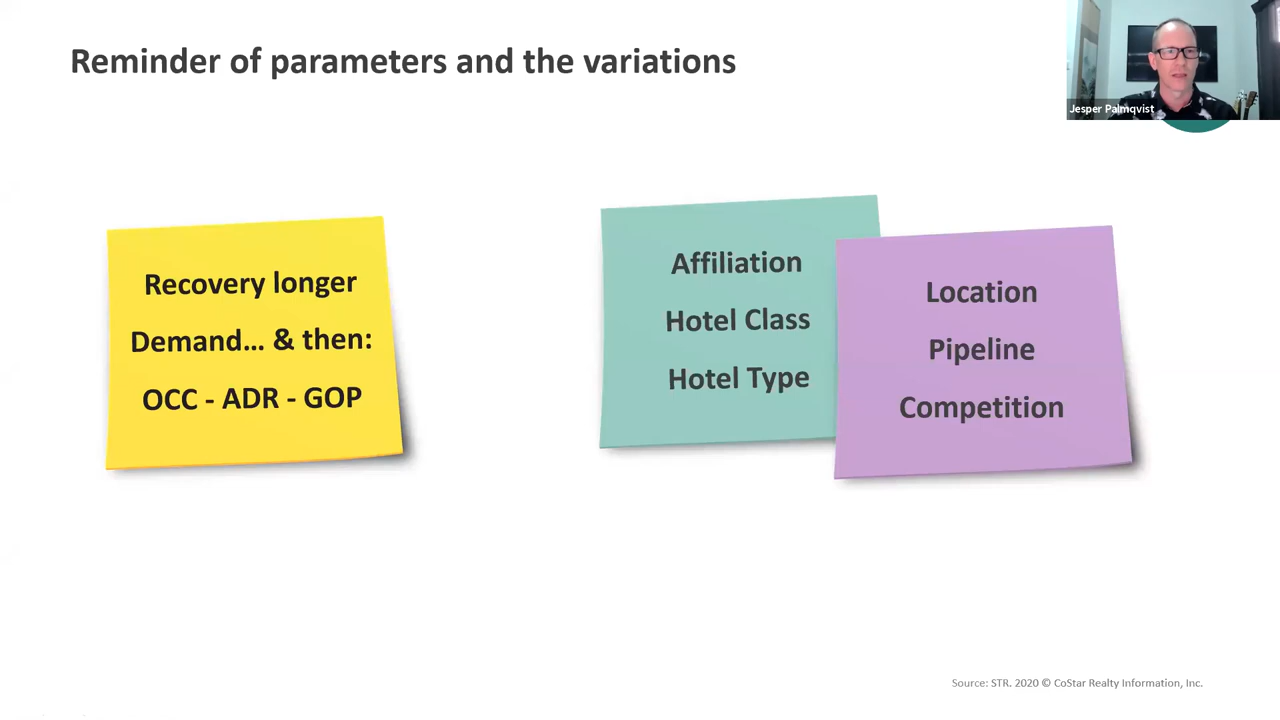 Reminder of parameters and the variations
Jesper Palmqvist
Recovery longer
Demand... & then:
OCC - ADR - GOP
Affiliation
Hotel Class
Hotel Type
Location
Pipeline
Competition
Source: STR. 2020 © CoStar Realty Information, Inc.